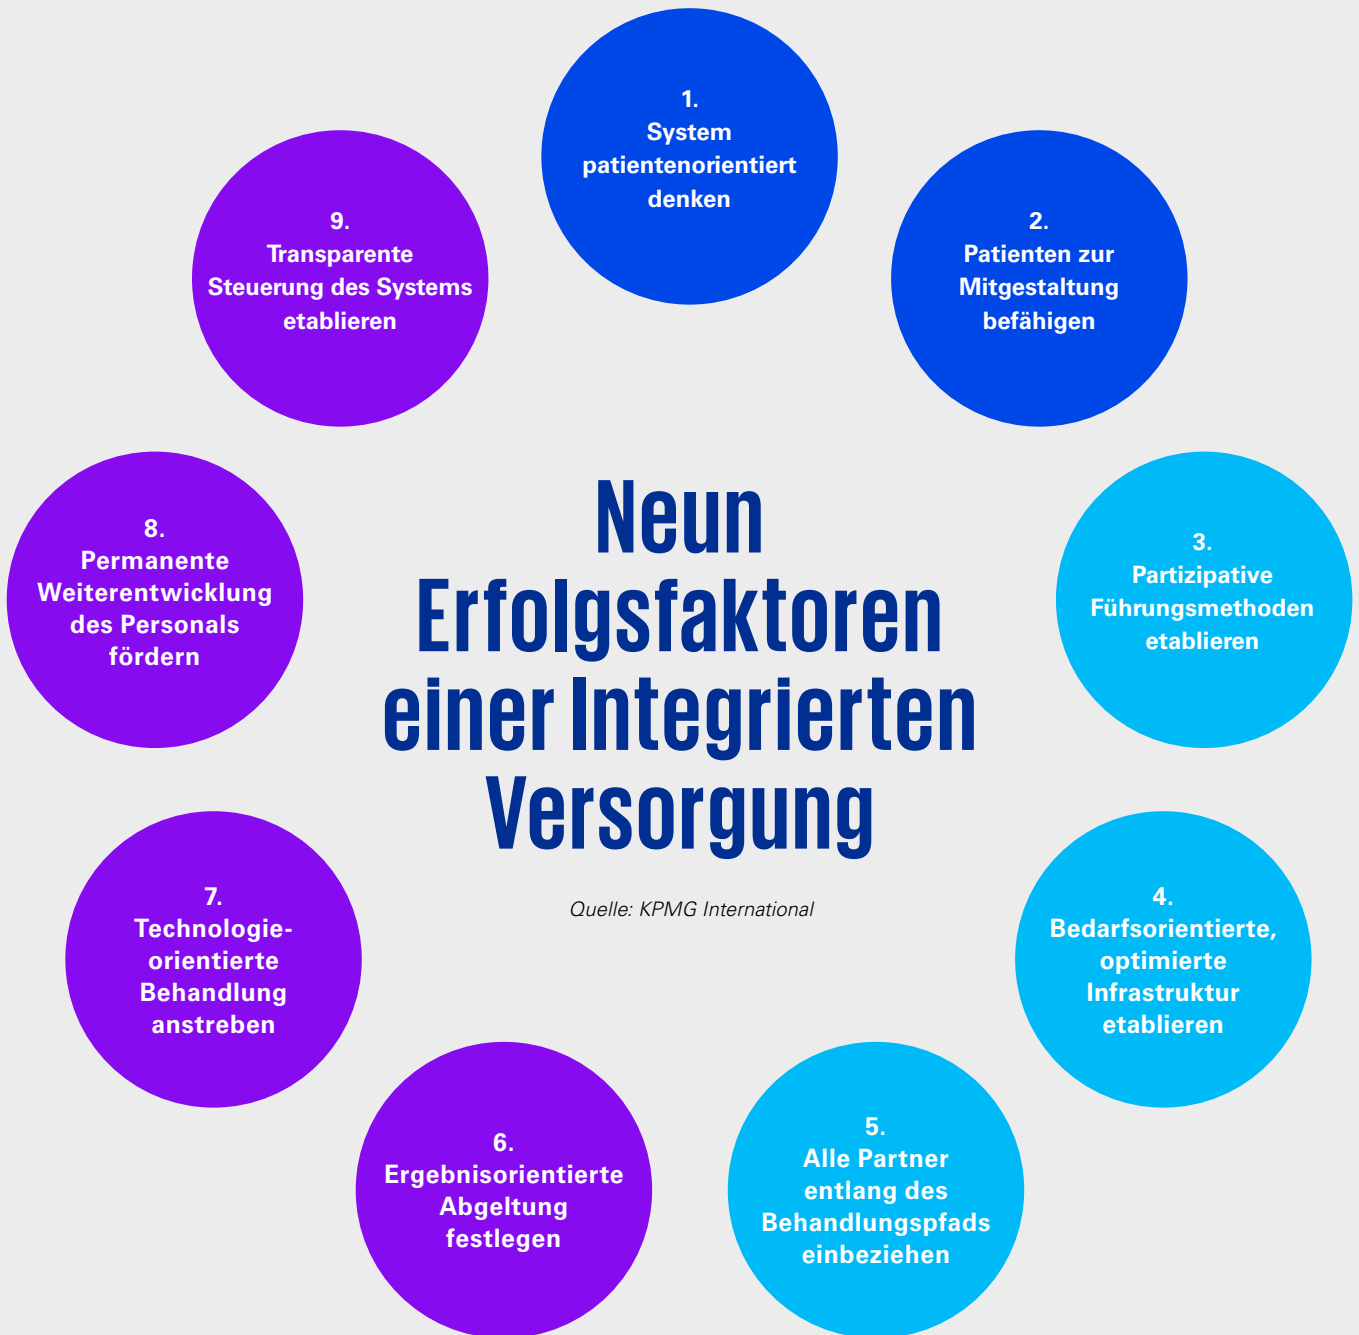 Neun
Erfolgsfaktoren
einer Integrierten
Versorgung
Quelle: KPMG International
1.
System
patientenorientiert
denken
2.
Patienten zur
Mitgestaltung
befähigen
3.
Partizipative
Führungsmethoden
etablieren
4.
Bedarfsorientierte,
optimierte
Infrastruktur
etablieren
5.
Alle Partner
entlang des
Behandlungspfads
einbeziehen
6.
Ergebnisorientierte
Abgeltung
festlegen
7.
Technologie-
orientierte
Behandlung
anstreben
8.
Permanente
Weiterentwicklung
des Personals
fördern
9.
Transparente
Steuerung des Systems
etablieren